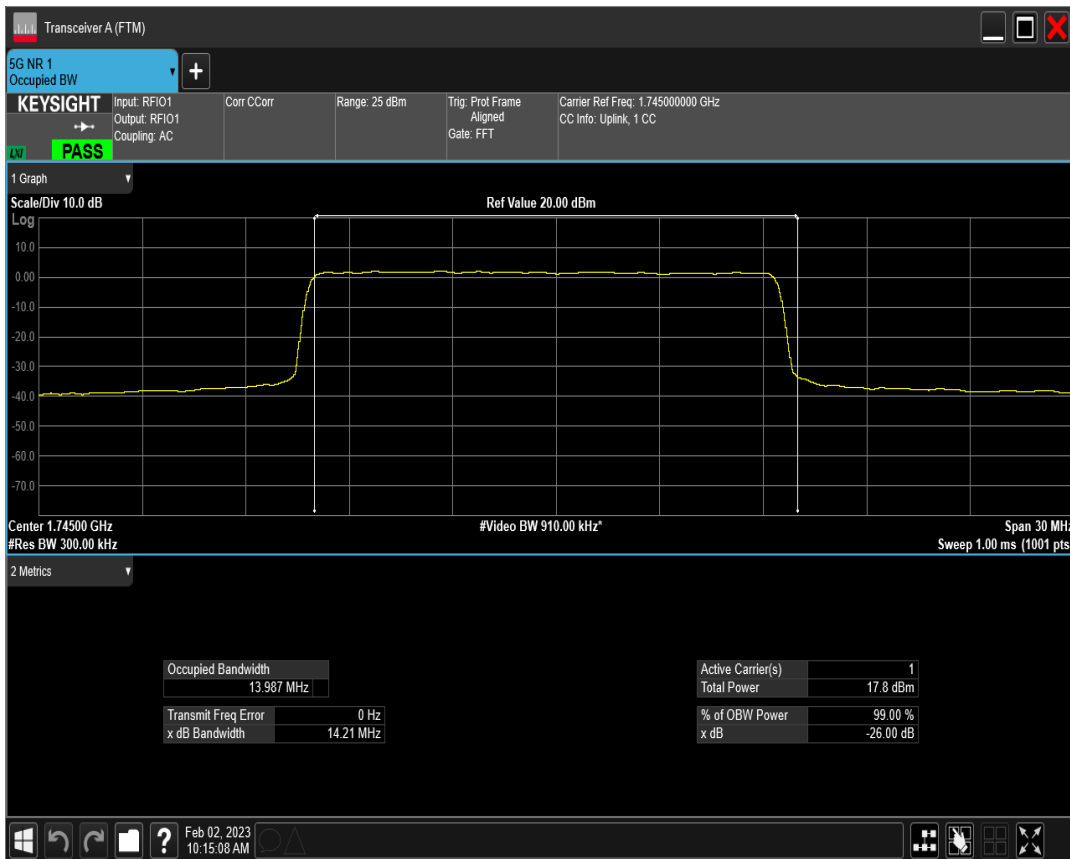 Transceiver A (FTM)
5G NR 1
Occupied BW
+
KEYSIGHT
LXI
PASS
Input: RFIO1
Output: RFIO1
Coupling: AC
Corr CCorr
Range: 25 dBm
Trig: Prot Frame
Aligned
Gate: FFT
Carrier Ref Freq: 1.745000000 GHz
CC Info: Uplink, 1 CC
1 Graph
Scale/Div 10.0 dB
Ref Value 20.00 dBm
Log
10.0
0.00
-10.0
-20.0
-30.0
-40.0
-50.0
-60.0
-70.0
Center 1.74500 GHz
#Video BW 910.00 kHz*
Span 30 MHz
#Res BW 300.00 kHz
Sweep 1.00 ms (1001 pts
2 Metrics
Occupied Bandwidth
13.987 MHz
Transmit Freq Error 0 Hz
x dB Bandwidth 14.21 MHz
Active Carrier(s) 1
Total Power 17.8 dBm
% of OBW Power 99.00 %
x dB -26.00 dB
?
Feb 02, 2023
10:15:08 AM